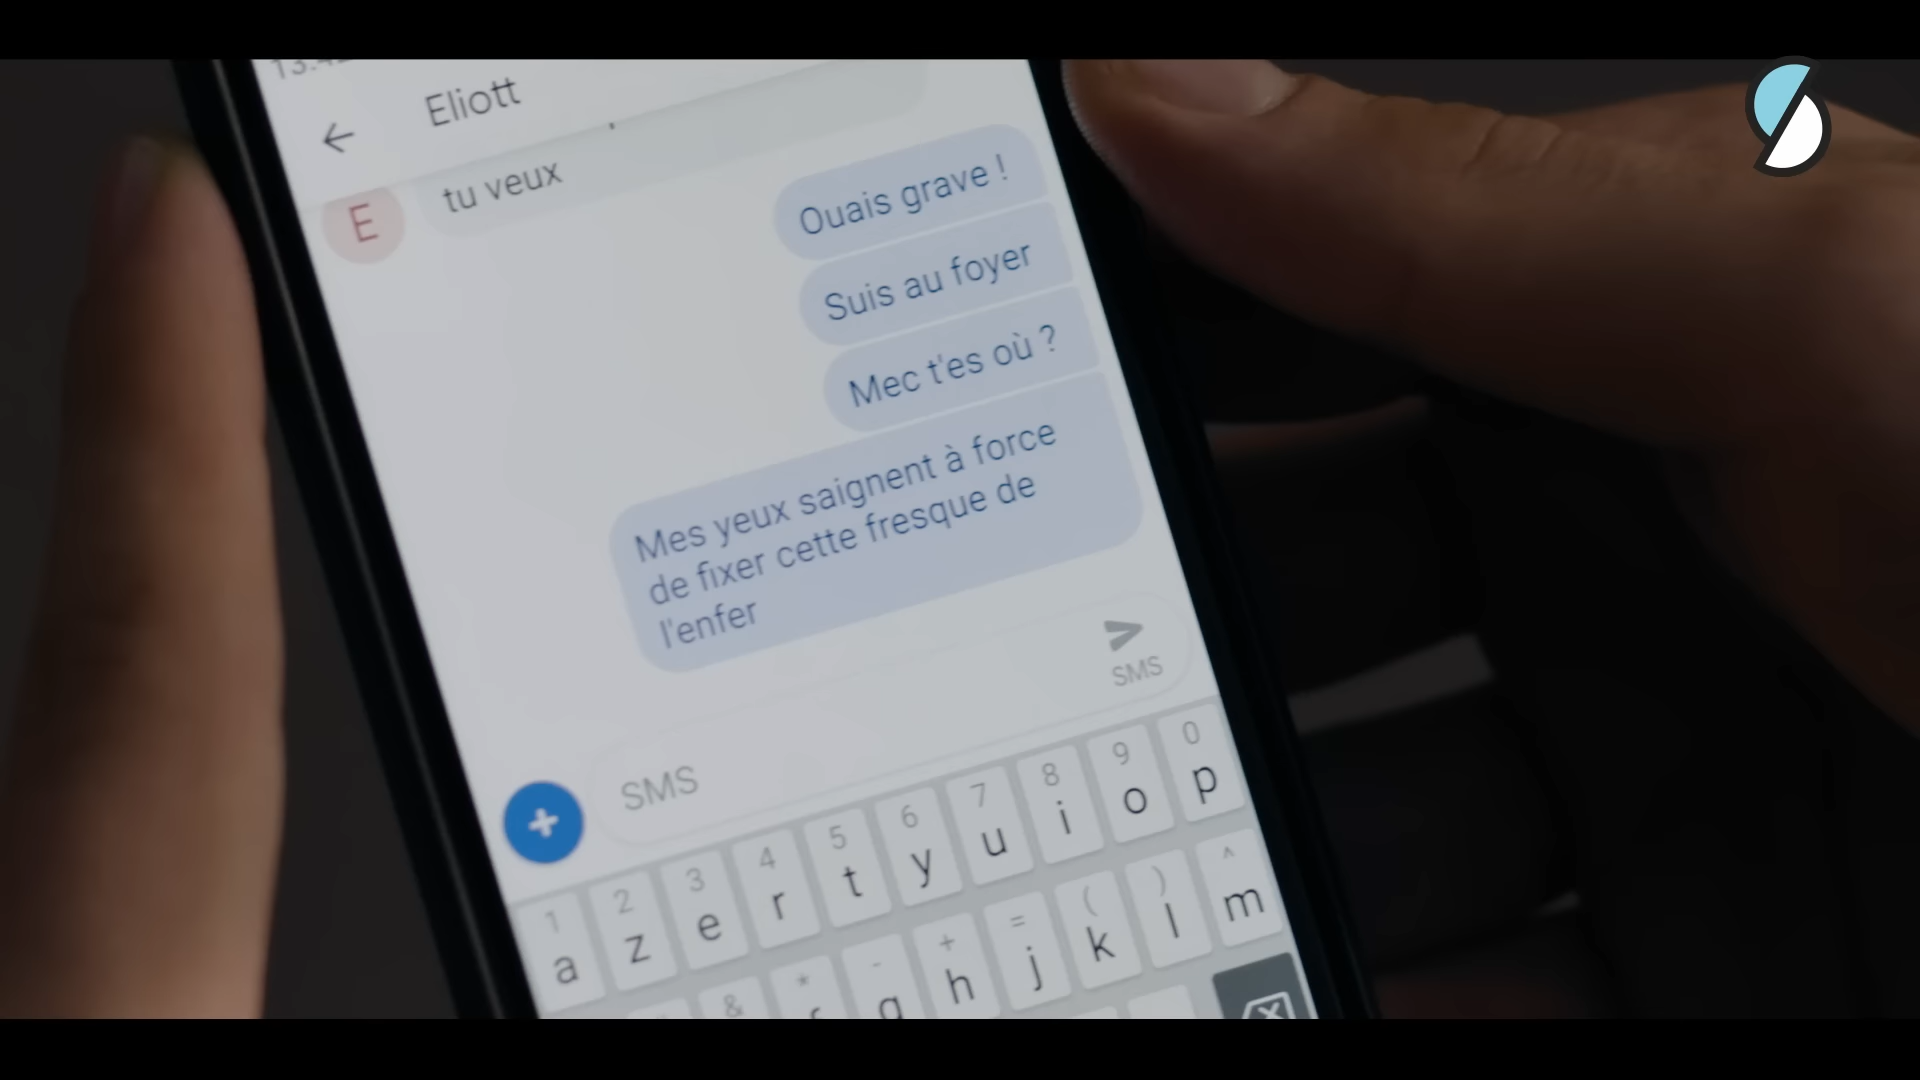 Eliott
tu veux
E
Ouais grave !
Suis au foyer
Mec t'es où ?
Mes yeux saignent à force
de fixer cette fresque de
l'enfer
SMS
SMS
1 2 3 4 5 6 7 8 9 0
a z e r t y u i o p
& * - + = ( ) ^
h j k l m